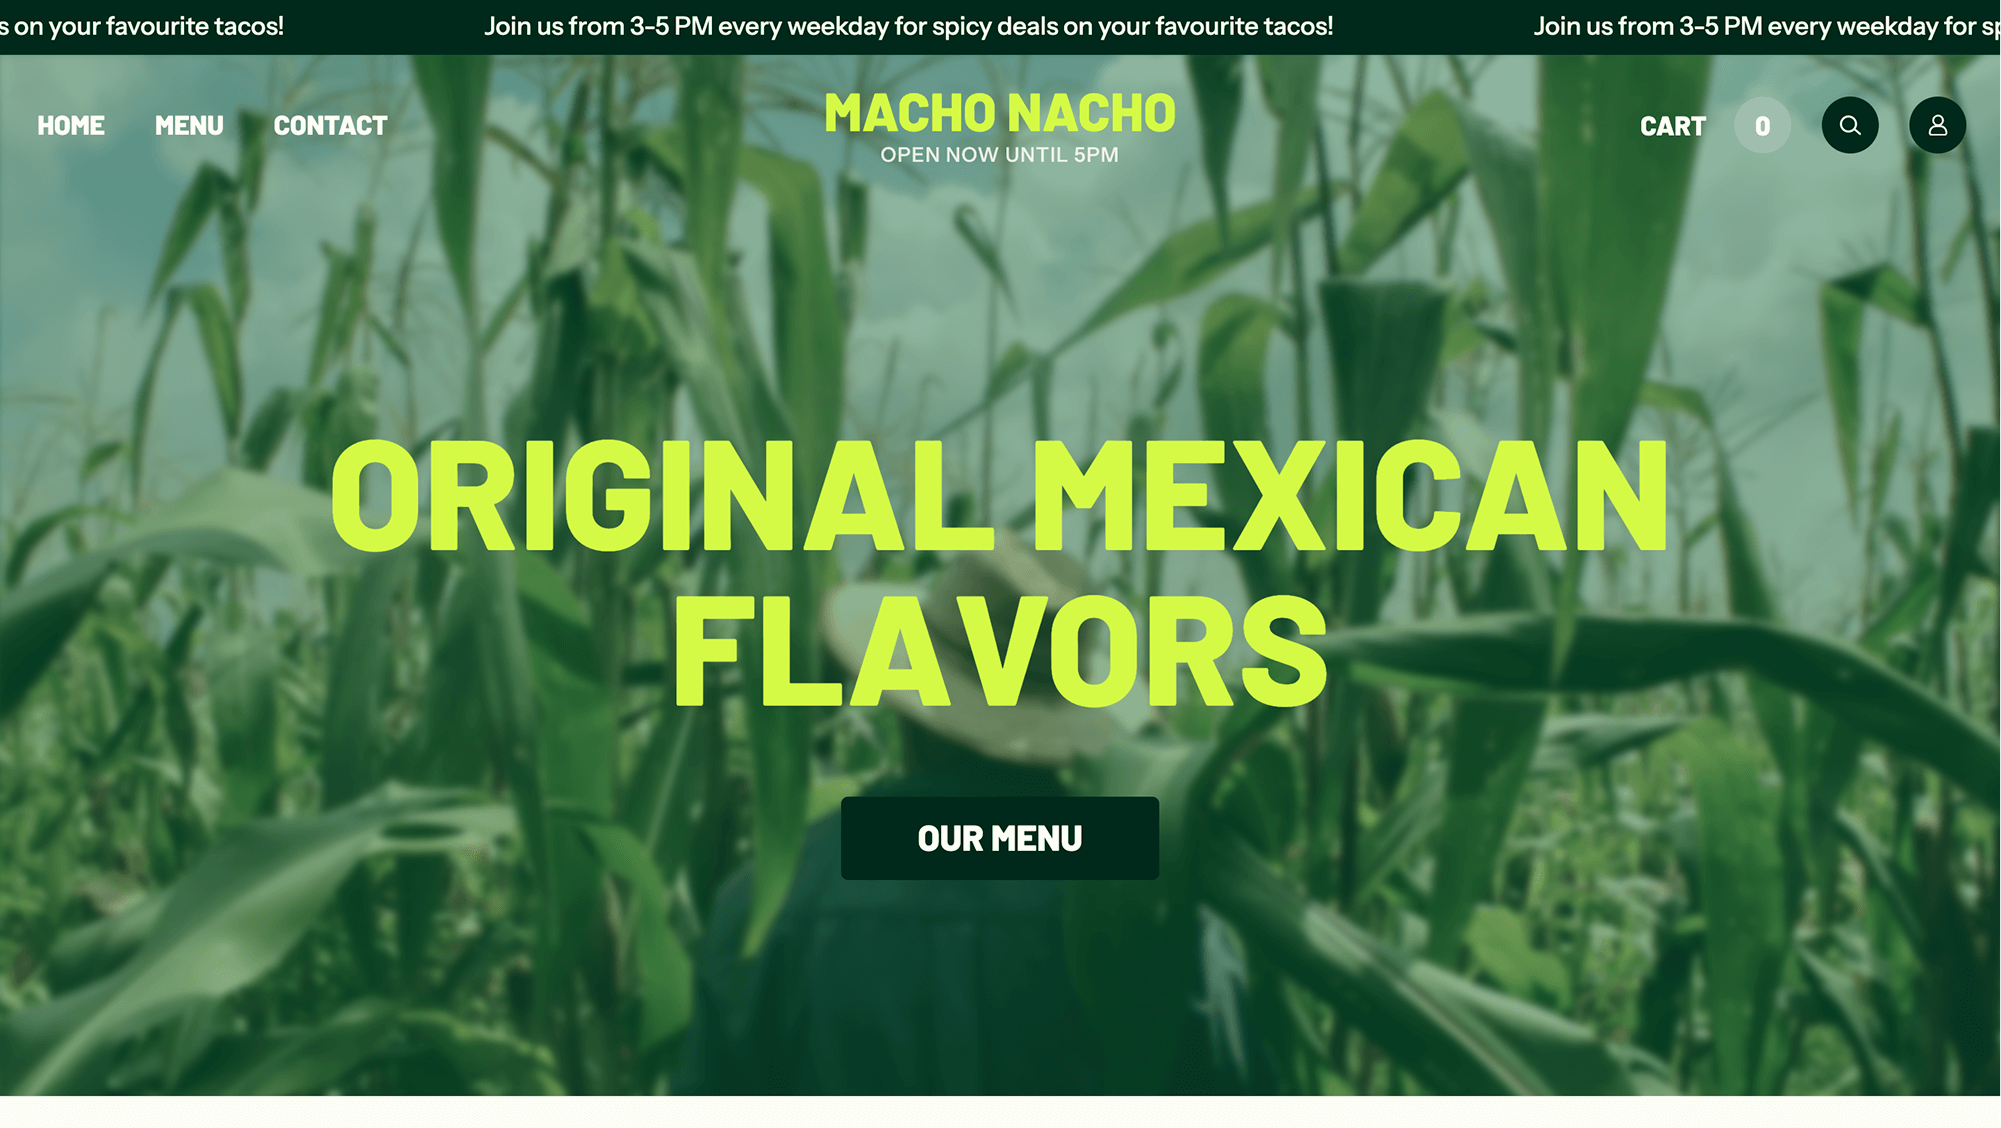 s on your favourite tacos! Join us from 3-5 PM every weekday for spicy deals on your favourite tacos! Join us from 3-5 PM every weekday for sp
HOME MENU CONTACT
MACHO NACHO
OPEN NOW UNTIL 5PM
CART 0
ORIGINAL MEXICAN
FLAVORS
OUR MENU